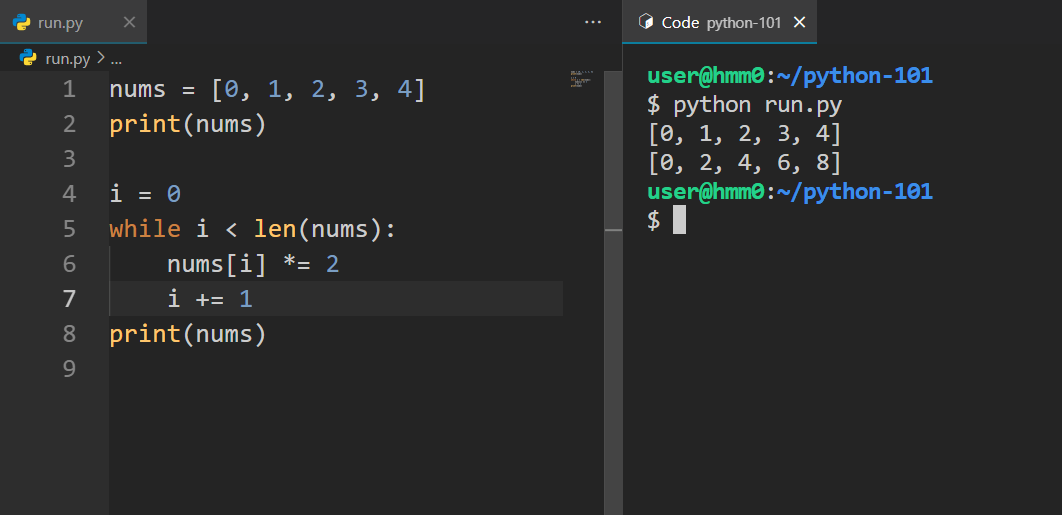 run.py
...
run.py > ...
1 nums = [0, 1, 2, 3, 4]
2 print(nums)
3
4 i = 0
5 while i < len(nums):
6     nums[i] *= 2
7     i += 1
8 print(nums)
9
Code python-101
user@hmm0:~/python-101
$ python run.py
[0, 1, 2, 3, 4]
[0, 2, 4, 6, 8]
user@hmm0:~/python-101
$